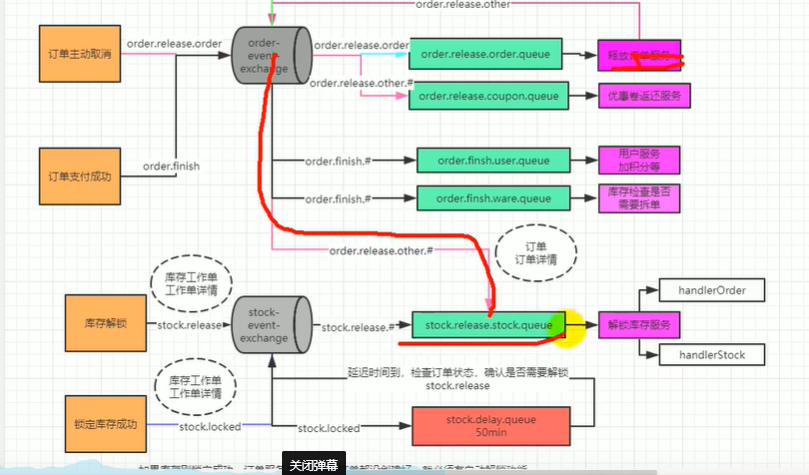 order.release.other
订单主动取消
order.release.order
order-
event-
exchange
order.release.order
order.release.order.queue
order.release.other.#
order.release.coupon.queue
优惠卷返还服务
订单支付成功
order.finish
order.finish.#
order.finsh.user.queue
用户服务
加积分等
order.finish.#
order.finsh.ware.queue
库存检查是否
需要拆单
order.release.other.#
订单
订单详情
库存工作单
工作单详情
库存解锁
stock.release
stock-
event-
exchange
stock.release.#
stock.release.stock.queue
解锁库存服务
handlerOrder
handlerStock
延迟时间到，检查订单状态，确认是否需要解锁
stock.release
库存工作单
工作单详情
锁定库存成功
stock.locked
stock.locked
stock.delay.queue
50min
关闭弹幕